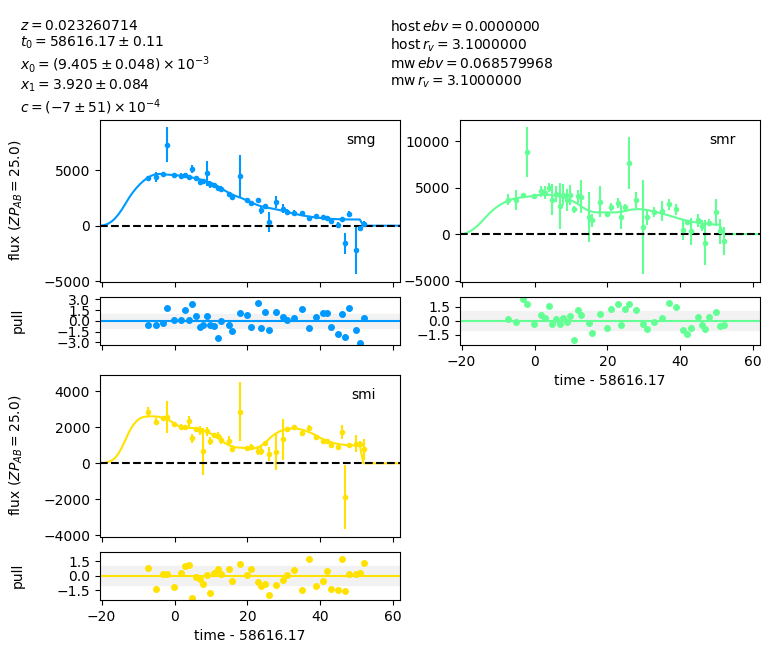 z = 0.023260714
t₀ = 58616.17 ± 0.11
x₀ = (9.405 ± 0.048) × 10⁻³
x₁ = 3.920 ± 0.084
c = (−7 ± 51) × 10⁻⁴
host ebv = 0.0000000
host r_v = 3.1000000
mw ebv = 0.068579968
mw r_v = 3.1000000
smg
flux (ZP_AB = 25.0)
5000
0
−5000
smr
10000
5000
0
−5000
pull
3.0
1.5
0.0
−1.5
−3.0
1.5
0.0
−1.5
−20 0 20 40 60
time - 58616.17
smi
flux (ZP_AB = 25.0)
4000
2000
0
−2000
−4000
pull
1.5
0.0
−1.5
−20 0 20 40 60
time - 58616.17